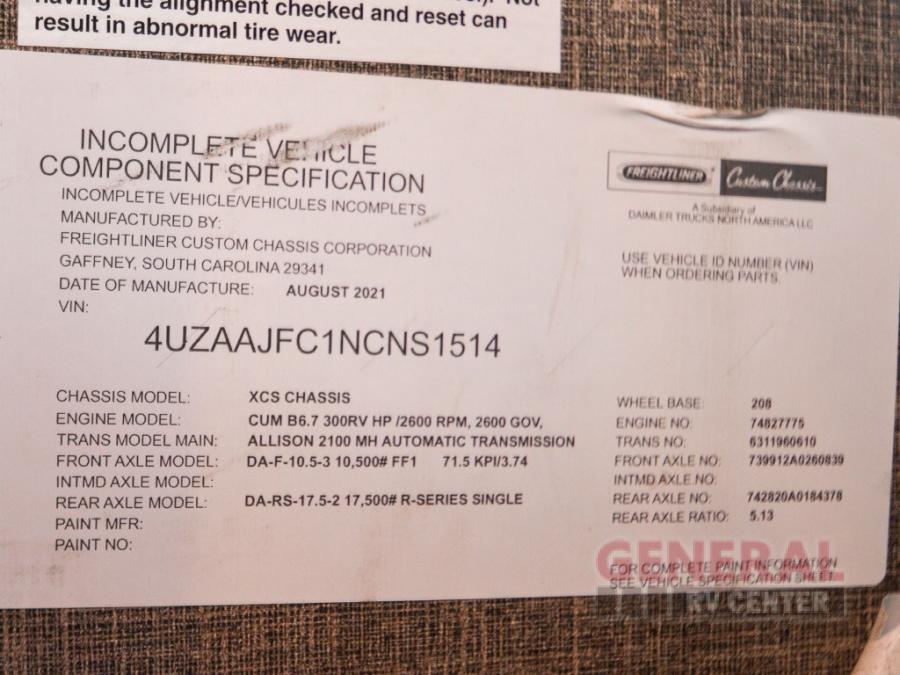 having the alignment checked and reset can
result in abnormal tire wear.
INCOMPLETE VEHICLE
COMPONENT SPECIFICATION
INCOMPLETE VEHICLE/VEHICULES INCOMPLETS
MANUFACTURED BY:
FREIGHTLINER CUSTOM CHASSIS CORPORATION
GAFFNEY, SOUTH CAROLINA 29341
DATE OF MANUFACTURE: AUGUST 2021
VIN:
4UZAAJFC1NCNS1514
FREIGHTLINER Custom Chassis
A Subsidiary of
DAIMLER TRUCKS NORTH AMERICA LLC
USE VEHICLE ID NUMBER (VIN)
WHEN ORDERING PARTS.
CHASSIS MODEL: XCS CHASSIS
ENGINE MODEL: CUM B6.7 300RV HP /2600 RPM, 2600 GOV,
TRANS MODEL MAIN: ALLISON 2100 MH AUTOMATIC TRANSMISSION
FRONT AXLE MODEL: DA-F-10.5-3 10,500# FF1 71.5 KPI/3.74
INTMD AXLE MODEL:
REAR AXLE MODEL: DA-RS-17.5-2 17,500# R-SERIES SINGLE
PAINT MFR:
PAINT NO:
WHEEL BASE: 208
ENGINE NO: 74827775
TRANS NO: 6311960610
FRONT AXLE NO: 739912A0260839
INTMD AXLE NO:
REAR AXLE NO: 742820A0184378
REAR AXLE RATIO: 5.13
FOR COMPLETE PAINT INFORMATION
SEE VEHICLE SPECIFICATION SHEET
GENERAL
RV CENTER